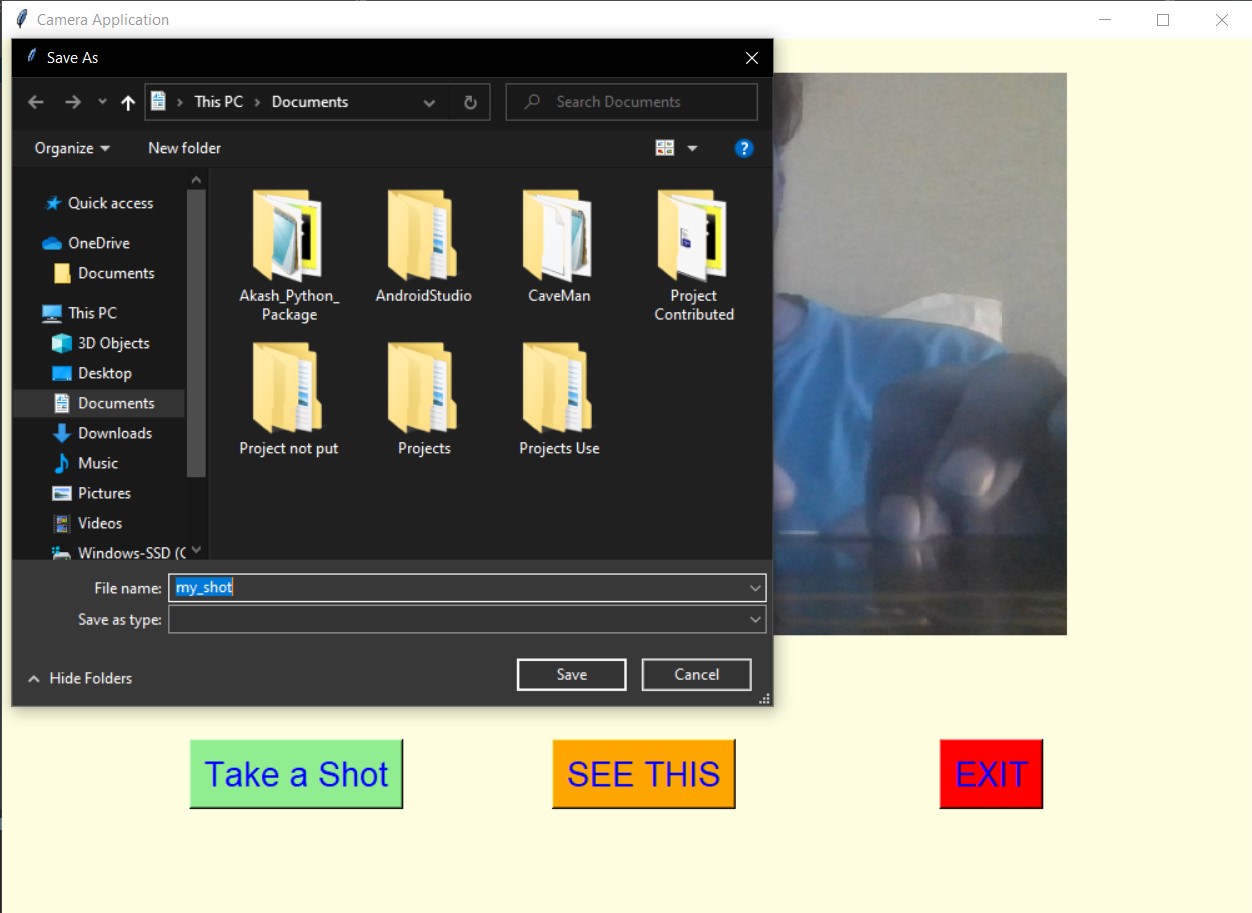 Camera Application
Save As
This PC
Documents
Search Documents
Organize
New folder
?
Quick access
OneDrive
Documents
This PC
3D Objects
Desktop
Documents
Downloads
Music
Pictures
Videos
Windows-SSD (C
Akash_Python_
Package
AndroidStudio
CaveMan
Project
Contributed
Project not put
Projects
Projects Use
File name:
my_shot
Save as type:
Hide Folders
Save
Cancel
Take a Shot
SEE THIS
EXIT